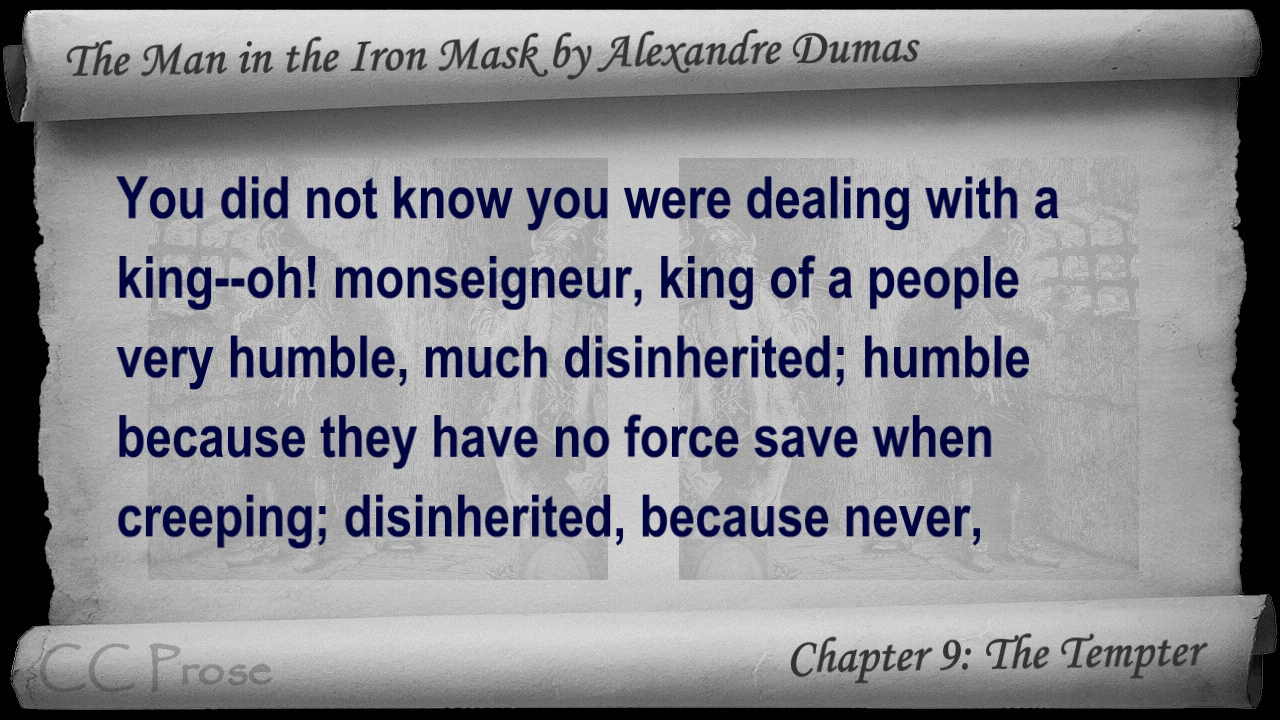 The Man in the Iron Mask by Alexandre Dumas
You did not know you were dealing with a
king--oh! monseigneur, king of a people
very humble, much disinherited; humble
because they have no force save when
creeping; disinherited, because never,
CC Prose
Chapter 9: The Tempter